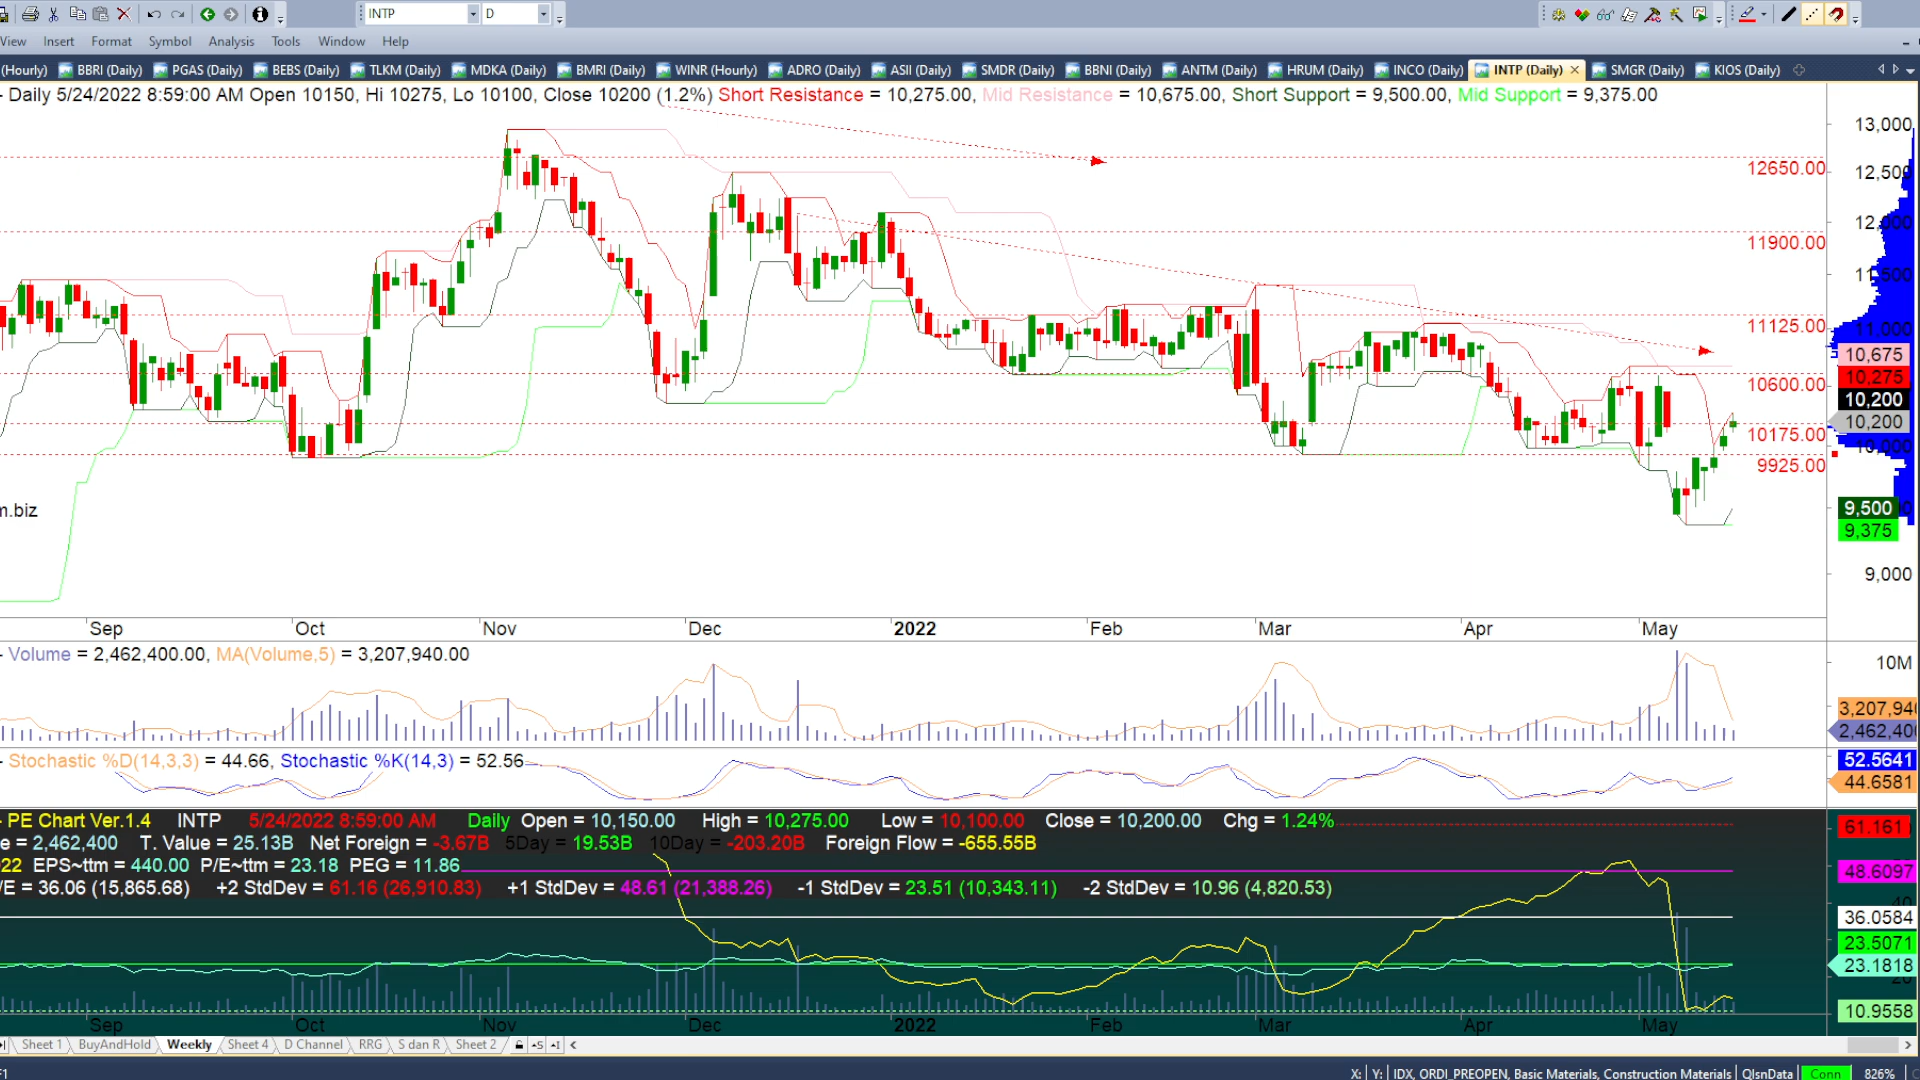 INTP D
View Insert Format Symbol Analysis Tools Window Help
(Hourly) BBRI (Daily) PGAS (Daily) BEBS (Daily) TLKM (Daily) MDKA (Daily) BMRI (Daily) WINR (Hourly) ADRO (Daily) ASII (Daily) SMDR (Daily) BBNI (Daily) ANTM (Daily) HRUM (Daily) INCO (Daily) INTP (Daily) SMGR (Daily) KIOS (Daily)
- Daily 5/24/2022 8:59:00 AM Open 10150, Hi 10275, Lo 10100, Close 10200 (1.2%) Short Resistance = 10,275.00, Mid Resistance = 10,675.00, Short Support = 9,500.00, Mid Support = 9,375.00
13,000
12650.00
12,500
12,000
11900.00
11,500
11125.00
11,000
10,675
10,275
10600.00
10,200
10,200
10175.00
10,000
9925.00
9,500
m.biz
9,375
9,000
Sep Oct Nov Dec 2022 Feb Mar Apr May
- Volume = 2,462,400.00, MA(Volume,5) = 3,207,940.00
10M
3,207,940
2,462,400
- Stochastic %D(14,3,3) = 44.66, Stochastic %K(14,3) = 52.56
52.5641
44.6581
- PE Chart Ver.1.4 INTP 5/24/2022 8:59:00 AM Daily Open = 10,150.00 High = 10,275.00 Low = 10,100.00 Close = 10,200.00 Chg = 1.24%
61.161
e = 2,462,400 T. Value = 25.13B Net Foreign = -3.67B 5Day = 19.53B 10Day = -203.20B Foreign Flow = -655.55B
022 EPS~ttm = 440.00 P/E~ttm = 23.18 PEG = 11.86
48.6097
/E = 36.06 (15,865.68) +2 StdDev = 61.16 (26,910.83) +1 StdDev = 48.61 (21,388.26) -1 StdDev = 23.51 (10,343.11) -2 StdDev = 10.96 (4,820.53)
36.0584
23.5071
23.1818
10.9558
Sep Oct Nov Dec 2022 Feb Mar Apr May
Sheet 1 BuyAndHold Weekly Sheet 4 D Channel RRG S dan R Sheet 2
F1 X: Y: IDX, ORDI_PREOPEN, Basic Materials, Construction Materials QlsnData Conn 826%